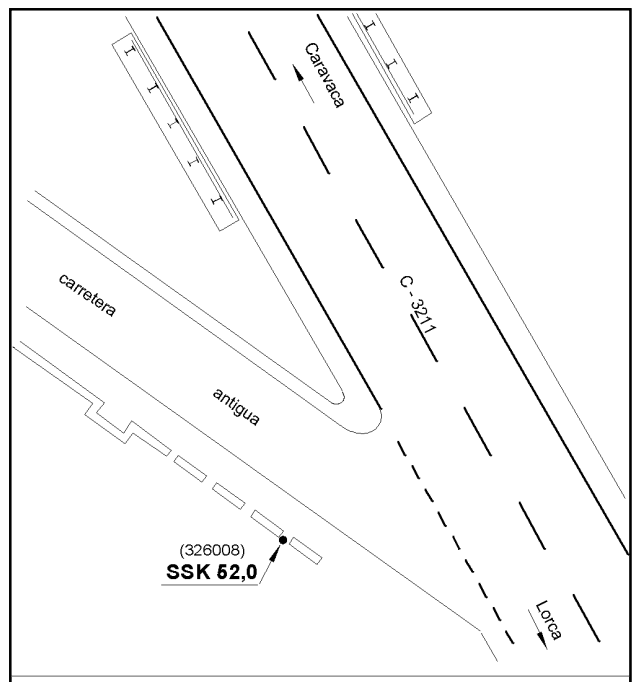 Caravaca
C - 3211
carretera
antigua
(326008)
SSK 52,0
Lorca